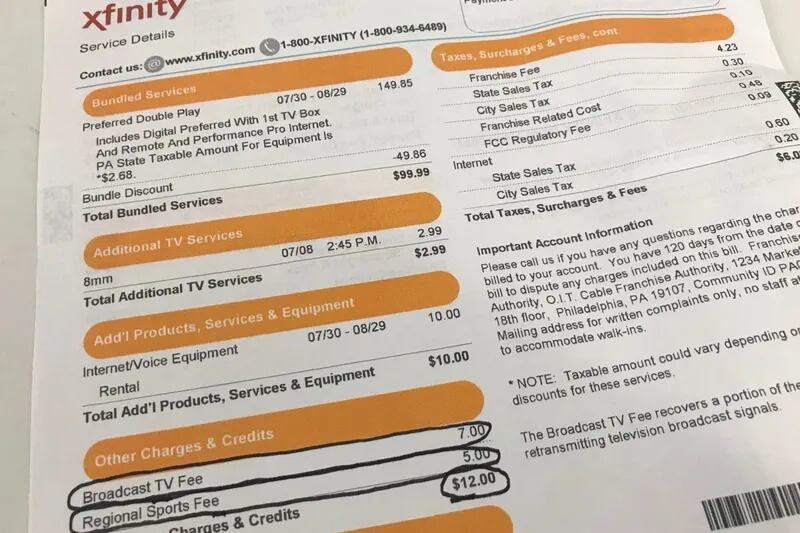 xfinity
Service Details
Contact us: @ www.xfinity.com 1-800-XFINITY (1-800-934-6489)
Bundled Services
Preferred Double Play 07/30 - 08/29 149.85
Includes Digital Preferred With 1st TV Box
And Remote And Performance Pro Internet.
PA State Taxable Amount For Equipment Is
*$2.68.
Bundle Discount -49.86
Total Bundled Services $99.99
Additional TV Services
8mm 07/08 2:45 P.M. 2.99
Total Additional TV Services $2.99
Add'l Products, Services & Equipment
Internet/Voice Equipment 07/30 - 08/29 10.00
Rental
Total Add'l Products, Services & Equipment $10.00
Other Charges & Credits
Broadcast TV Fee 7.00
Regional Sports Fee 5.00
Charges & Credits $12.00
Taxes, Surcharges & Fees, cont
Franchise Fee 4.23
State Sales Tax 0.30
City Sales Tax 0.10
Franchise Related Cost 0.48
FCC Regulatory Fee 0.09
Internet
State Sales Tax 0.60
City Sales Tax 0.20
Total Taxes, Surcharges & Fees $6.0
Important Account Information
Please call us if you have any questions regarding the char
billed to your account. You have 120 days from the date o
bill to dispute any charges included on this bill. Franchise
Authority, O.I.T. Cable Franchise Authority, 1234 Marke
18th floor, Philadelphia, PA 19107, Community ID PA
Mailing address for written complaints only, no staff a
to accommodate walk-ins.
* NOTE: Taxable amount could vary depending o
discounts for these services.
The Broadcast TV Fee recovers a portion of the
retransmitting television broadcast signals.